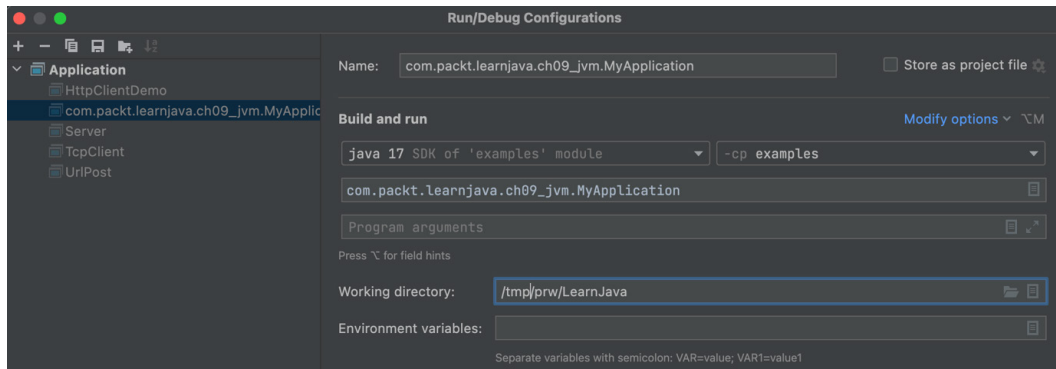 Run/Debug Configurations
Application
HttpClientDemo
com.packt.learnjava.ch09_jvm.MyApplic
Server
TcpClient
UrlPost
Name: com.packt.learnjava.ch09_jvm.MyApplication Store as project file
Build and run Modify options ⌥M
java 17 SDK of 'examples' module -cp examples
com.packt.learnjava.ch09_jvm.MyApplication
Program arguments
Press ⌥ for field hints
Working directory: /tmp/prw/LearnJava
Environment variables:
Separate variables with semicolon: VAR=value; VAR1=value1